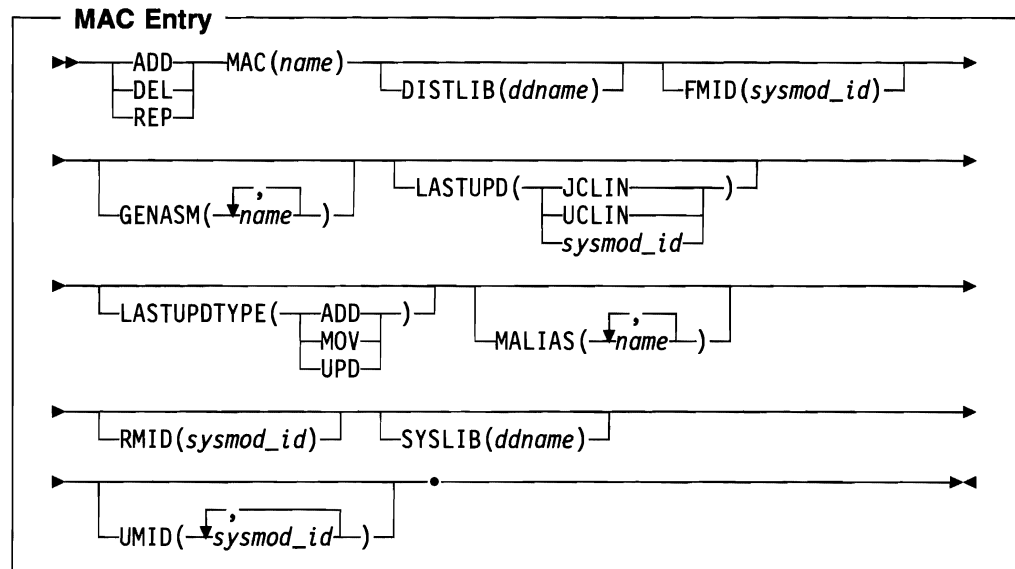 MAC Entry
ADD MAC(name)
DEL DISTLIB(ddname) FMID(sysmod_id)
REP
,
GENASM( name )
LASTUPD( JCLIN )
UCLIN
sysmod_id
LASTUPDTYPE( ADD )
MOV
UPD
,
MALIAS( name )
RMID(sysmod_id) SYSLIB(ddname)
,
UMID( sysmod_id )